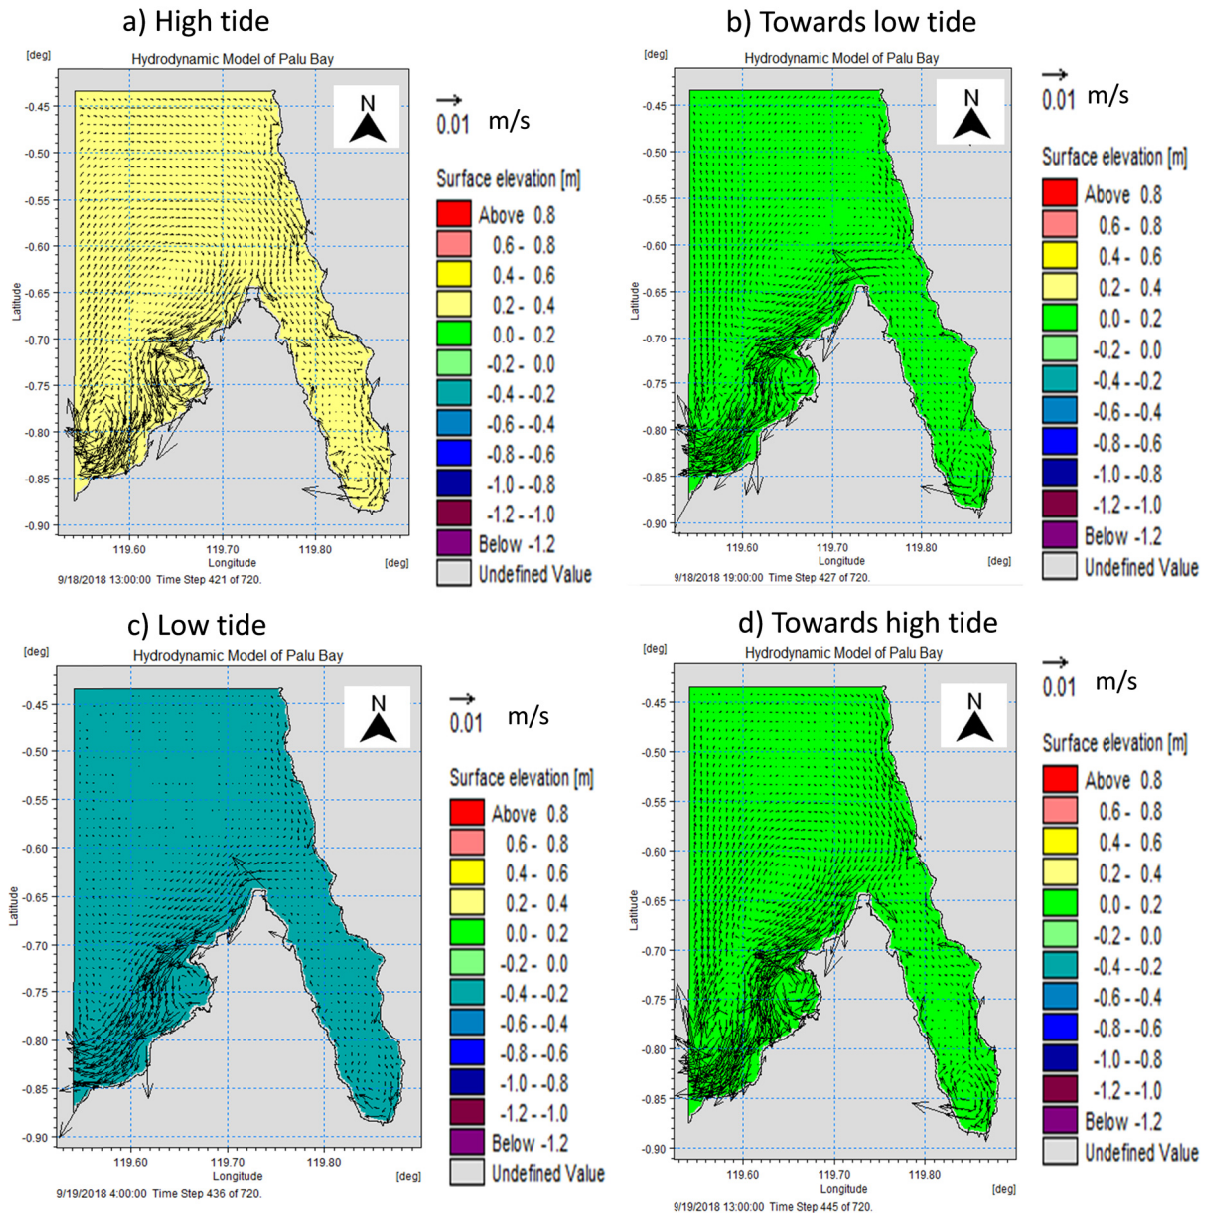 a) High tide
[deg]
Hydrodynamic Model of Palu Bay
N
0.01 m/s
Surface elevation [m]
Above 0.8
0.6 - 0.8
0.4 - 0.6
0.2 - 0.4
0.0 - 0.2
-0.2 - 0.0
-0.4 - -0.2
-0.6 - -0.4
-0.8 - -0.6
-1.0 - -0.8
-1.2 - -1.0
Below -1.2
Undefined Value
-0.45
-0.50
-0.55
-0.60
-0.65
-0.70
-0.75
-0.80
-0.85
-0.90
Latitude
119.60 119.70 119.80
Longitude [deg]
9/18/2018 13:00:00 Time Step 421 of 720.
b) Towards low tide
[deg]
Hydrodynamic Model of Palu Bay
N
0.01 m/s
Surface elevation [m]
Above 0.8
0.6 - 0.8
0.4 - 0.6
0.2 - 0.4
0.0 - 0.2
-0.2 - 0.0
-0.4 - -0.2
-0.6 - -0.4
-0.8 - -0.6
-1.0 - -0.8
-1.2 - -1.0
Below -1.2
Undefined Value
-0.45
-0.50
-0.55
-0.60
-0.65
-0.70
-0.75
-0.80
-0.85
-0.90
Latitude
119.60 119.70 119.80
Longitude [deg]
9/18/2018 19:00:00 Time Step 427 of 720.
c) Low tide
[deg]
Hydrodynamic Model of Palu Bay
N
0.01 m/s
Surface elevation [m]
Above 0.8
0.6 - 0.8
0.4 - 0.6
0.2 - 0.4
0.0 - 0.2
-0.2 - 0.0
-0.4 - -0.2
-0.6 - -0.4
-0.8 - -0.6
-1.0 - -0.8
-1.2 - -1.0
Below -1.2
Undefined Value
-0.45
-0.50
-0.55
-0.60
-0.65
-0.70
-0.75
-0.80
-0.85
-0.90
Latitude
119.60 119.70 119.80
Longitude [deg]
9/19/2018 4:00:00 Time Step 436 of 720.
d) Towards high tide
[deg]
Hydrodynamic Model of Palu Bay
N
0.01 m/s
Surface elevation [m]
Above 0.8
0.6 - 0.8
0.4 - 0.6
0.2 - 0.4
0.0 - 0.2
-0.2 - 0.0
-0.4 - -0.2
-0.6 - -0.4
-0.8 - -0.6
-1.0 - -0.8
-1.2 - -1.0
Below -1.2
Undefined Value
-0.45
-0.50
-0.55
-0.60
-0.65
-0.70
-0.75
-0.80
-0.85
-0.90
Latitude
119.60 119.70 119.80
Longitude [deg]
9/19/2018 13:00:00 Time Step 445 of 720.